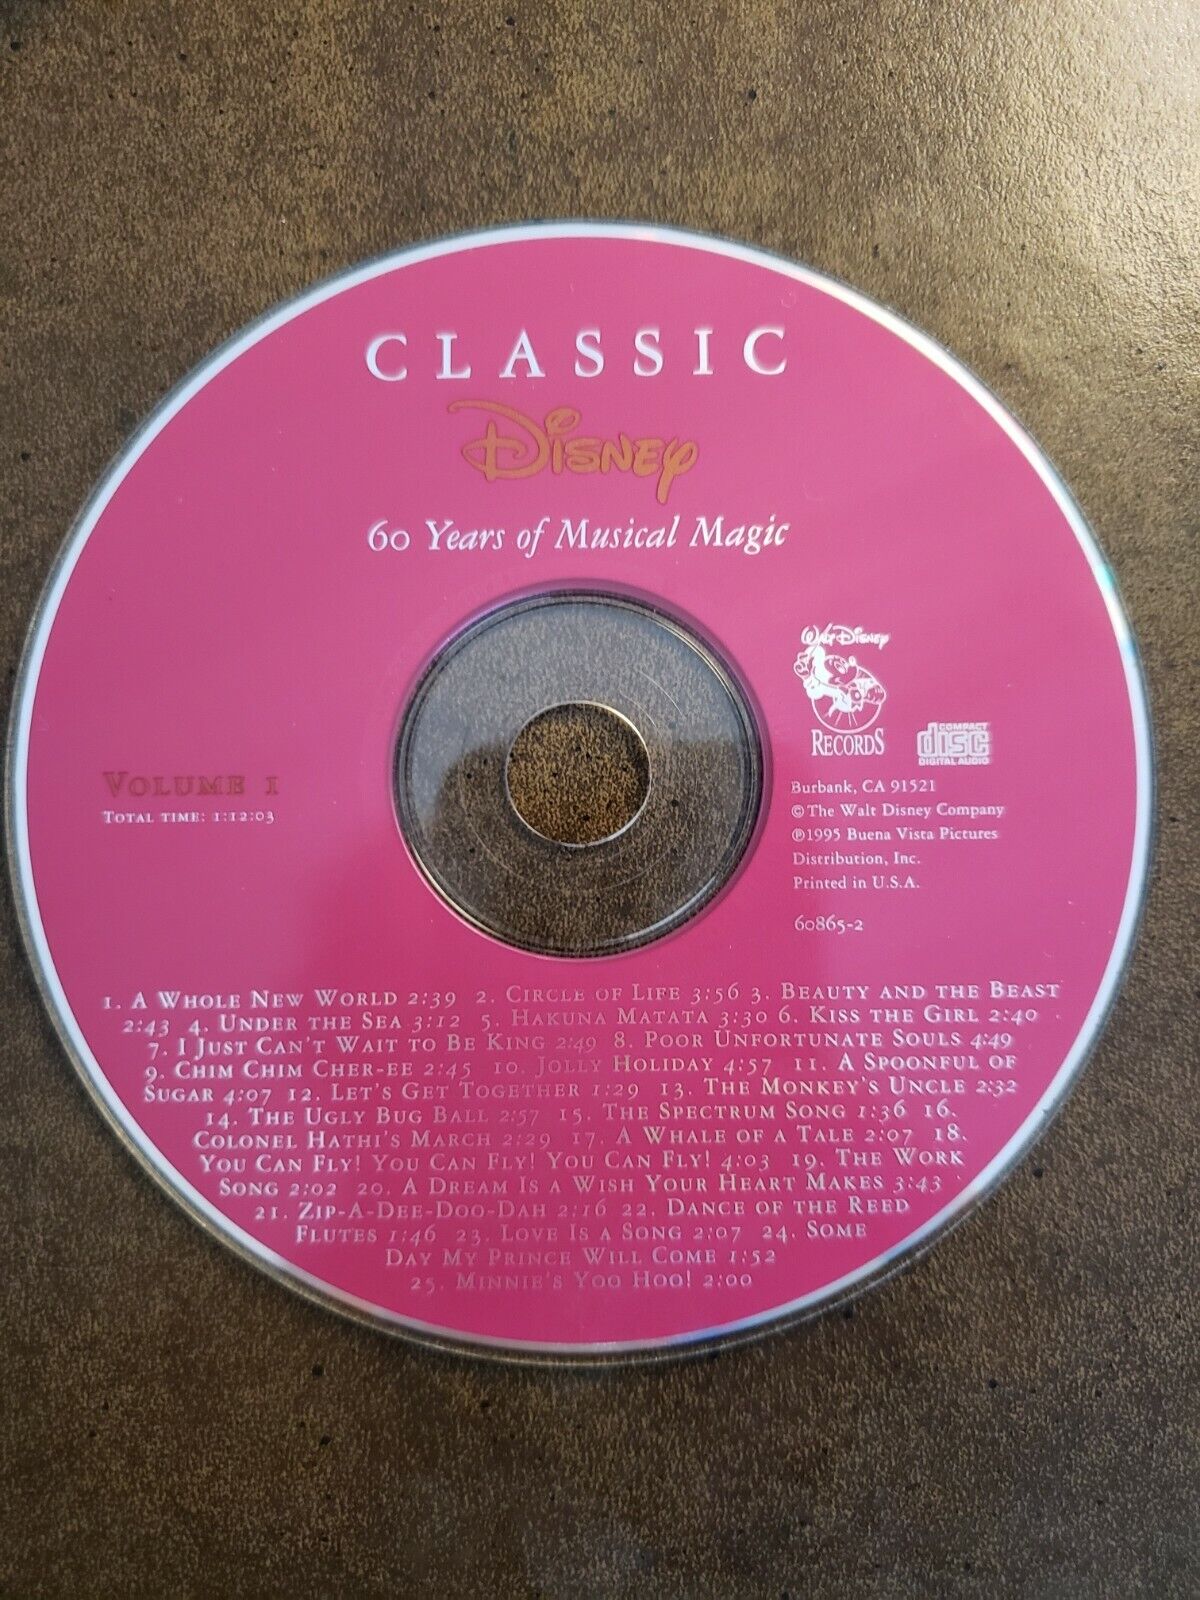 CLASSIC
Disney
60 Years of Musical Magic
Walt Disney
RECORDS
COMPACT
disc
DIGITAL AUDIO
VOLUME 1
TOTAL TIME: 1:12:03
Burbank, CA 91521
© The Walt Disney Company
℗1995 Buena Vista Pictures
Distribution, Inc.
Printed in U.S.A.
60865-2
1. A WHOLE NEW WORLD 2:39 2. CIRCLE OF LIFE 3:56 3. BEAUTY AND THE BEAST
2:43 4. UNDER THE SEA 3:12 5. HAKUNA MATATA 3:30 6. KISS THE GIRL 2:40
7. I JUST CAN'T WAIT TO BE KING 2:49 8. POOR UNFORTUNATE SOULS 4:49
9. CHIM CHIM CHER-EE 2:45 10. JOLLY HOLIDAY 4:57 11. A SPOONFUL OF
SUGAR 4:07 12. LET'S GET TOGETHER 1:29 13. THE MONKEY'S UNCLE 2:32
14. THE UGLY BUG BALL 2:57 15. THE SPECTRUM SONG 1:36 16.
COLONEL HATHI'S MARCH 2:29 17. A WHALE OF A TALE 2:07 18.
YOU CAN FLY! YOU CAN FLY! YOU CAN FLY! 4:03 19. THE WORK
SONG 2:02 20. A DREAM IS A WISH YOUR HEART MAKES 3:43
21. ZIP-A-DEE-DOO-DAH 2:16 22. DANCE OF THE REED
FLUTES 1:46 23. LOVE IS A SONG 2:07 24. SOME
DAY MY PRINCE WILL COME 1:52
25. MINNIE'S YOO HOO! 2:00